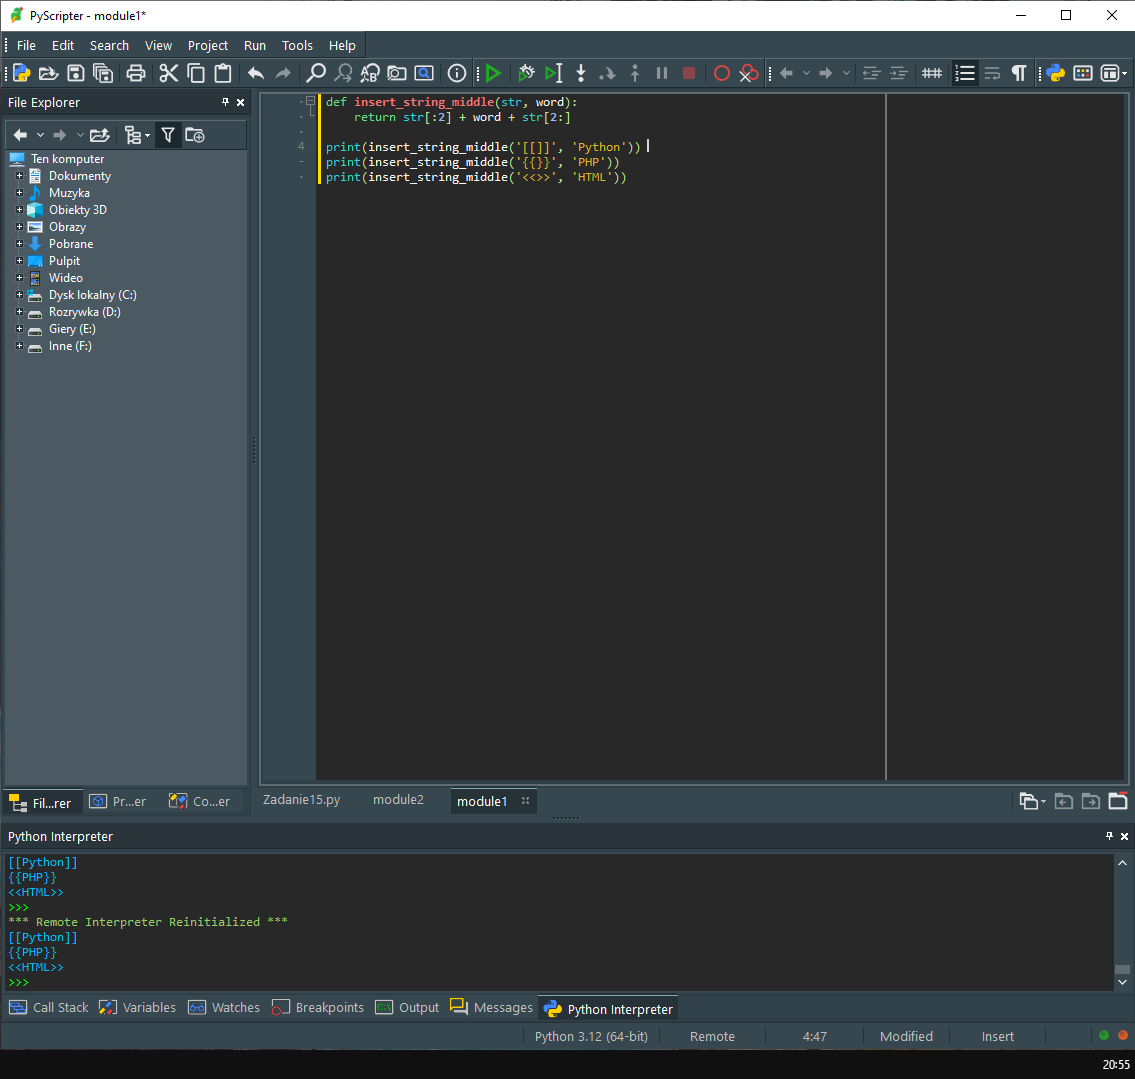 PyScripter - module1*
File Edit Search View Project Run Tools Help
File Explorer
Ten komputer
Dokumenty
Muzyka
Obiekty 3D
Obrazy
Pobrane
Pulpit
Wideo
Dysk lokalny (C:)
Rozrywka (D:)
Giery (E:)
Inne (F:)
Fil...rer Pr...er Co...er
def insert_string_middle(str, word):
    return str[:2] + word + str[2:]
4 print(insert_string_middle('[[]]', 'Python'))
print(insert_string_middle('{{}}', 'PHP'))
print(insert_string_middle('<<>>', 'HTML'))
Zadanie15.py module2 module1
Python Interpreter
[[Python]]
{{PHP}}
<<HTML>>
>>>
*** Remote Interpreter Reinitialized ***
[[Python]]
{{PHP}}
<<HTML>>
>>>
Call Stack Variables Watches Breakpoints Output Messages Python Interpreter
Python 3.12 (64-bit) Remote 4:47 Modified Insert
20:55